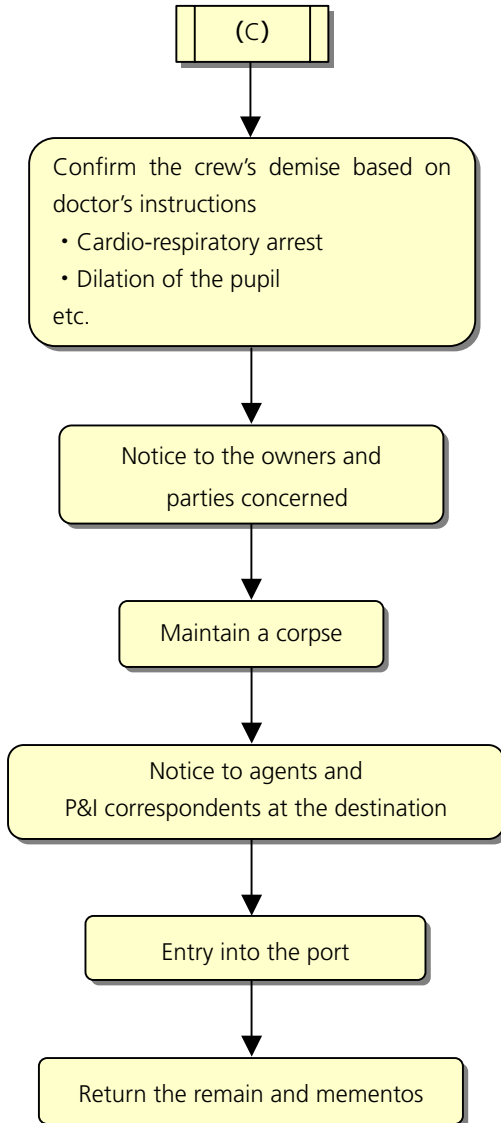 (C)
Confirm the crew's demise based on
doctor's instructions
・Cardio-respiratory arrest
・Dilation of the pupil
etc.
Notice to the owners and
parties concerned
Maintain a corpse
Notice to agents and
P&I correspondents at the destination
Entry into the port
Return the remain and mementos